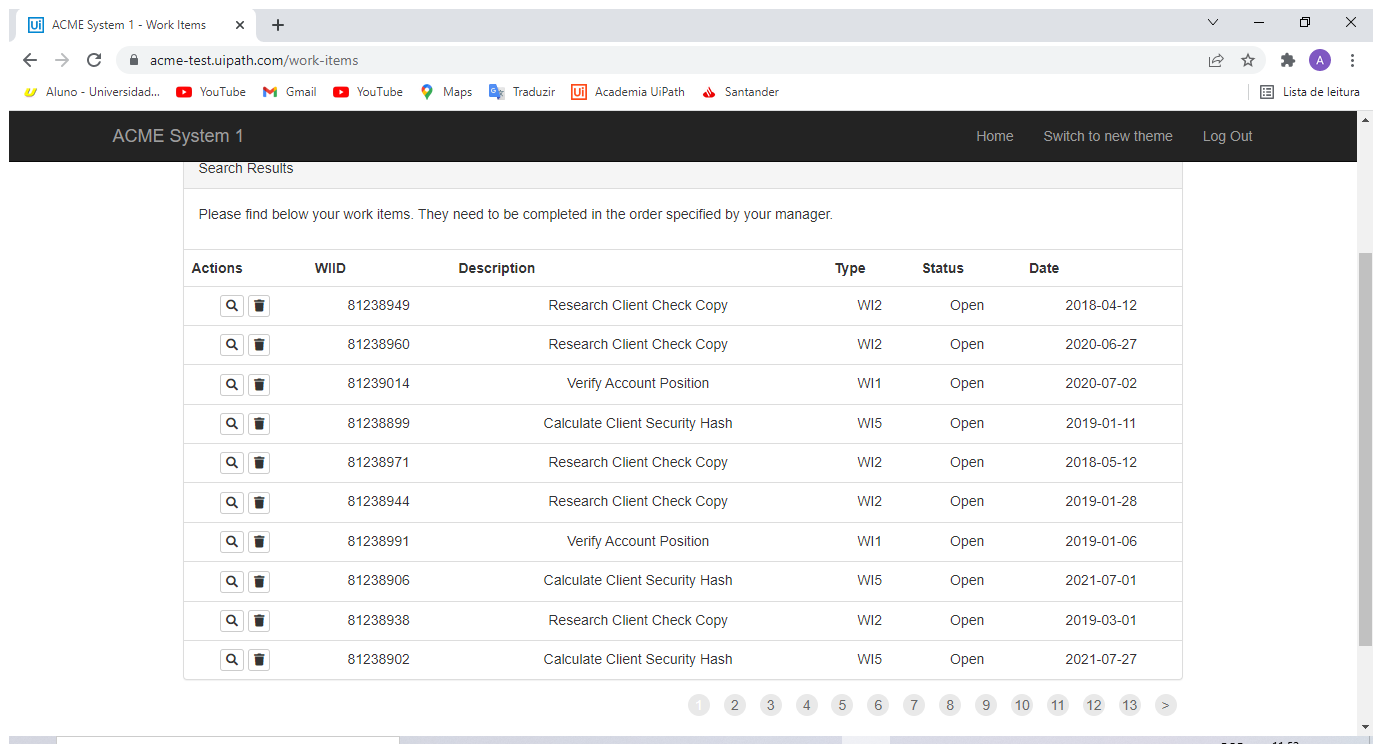 Ui ACME System 1 - Work Items
acme-test.uipath.com/work-items
A
Aluno - Universidad... YouTube Gmail YouTube Maps Traduzir Ui Academia UiPath Santander Lista de leitura
ACME System 1 Home Switch to new theme Log Out
Search Results
Please find below your work items. They need to be completed in the order specified by your manager.
Actions WIID Description Type Status Date
81238949 Research Client Check Copy WI2 Open 2018-04-12
81238960 Research Client Check Copy WI2 Open 2020-06-27
81239014 Verify Account Position WI1 Open 2020-07-02
81238899 Calculate Client Security Hash WI5 Open 2019-01-11
81238971 Research Client Check Copy WI2 Open 2018-05-12
81238944 Research Client Check Copy WI2 Open 2019-01-28
81238991 Verify Account Position WI1 Open 2019-01-06
81238906 Calculate Client Security Hash WI5 Open 2021-07-01
81238938 Research Client Check Copy WI2 Open 2019-03-01
81238902 Calculate Client Security Hash WI5 Open 2021-07-27
1 2 3 4 5 6 7 8 9 10 11 12 13 >